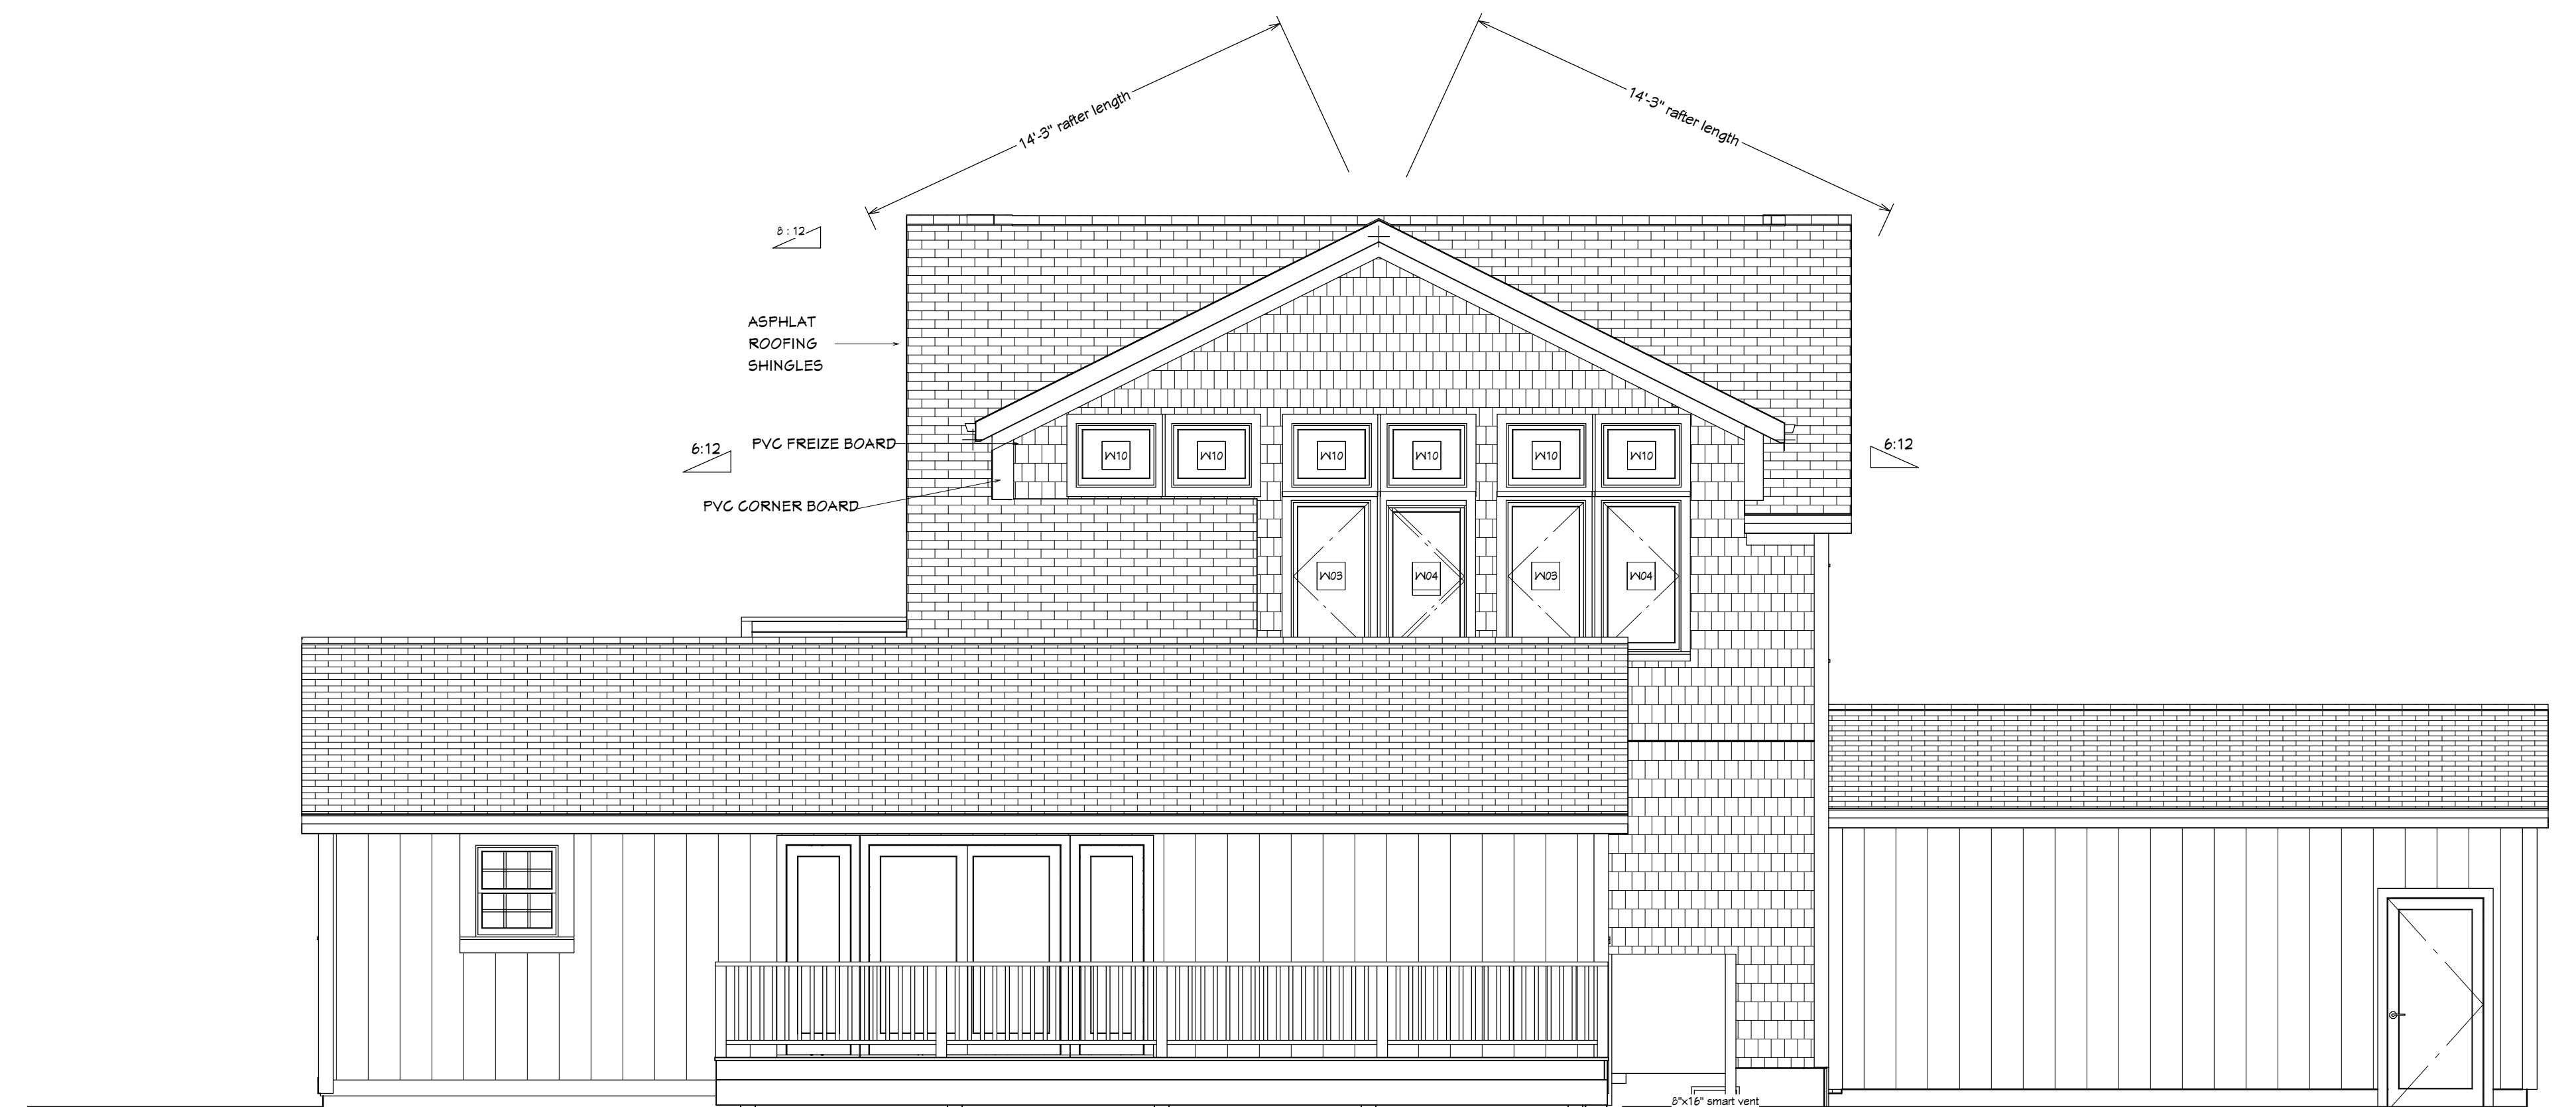 14'-3" rafter length
14'-3" rafter length
8 : 12
ASPHLAT
ROOFING
SHINGLES
6:12
PVC FREIZE BOARD
6:12
W10
W10
W10
W10
W10
W10
PVC CORNER BOARD
W03
W04
W03
W04
8"x16" smart vent